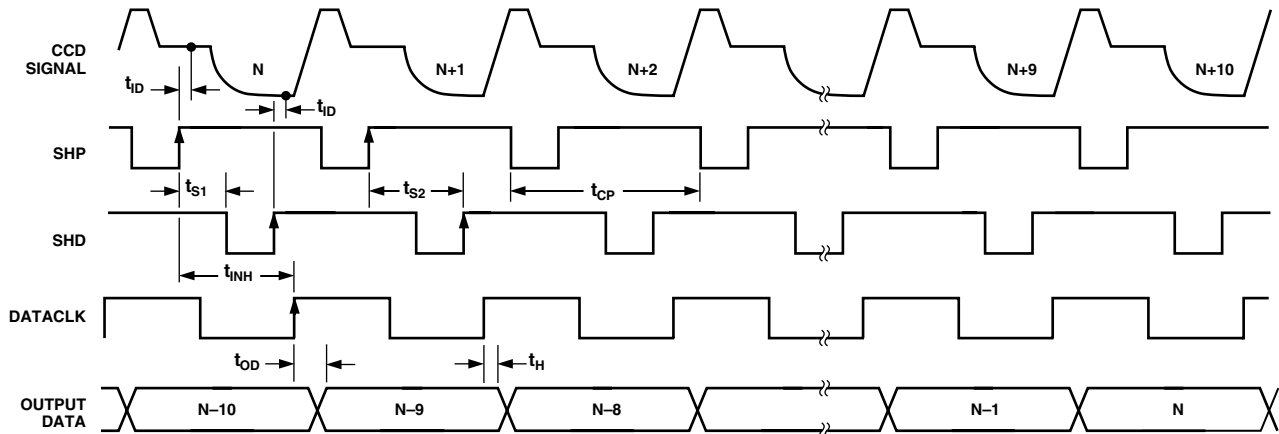 CCD
SIGNAL
N
N+1
N+2
N+9
N+10
tID
tID
SHP
tS1
tS2
tCP
SHD
tINH
DATACLK
tOD
tH
OUTPUT
DATA
N–10
N–9
N–8
N–1
N